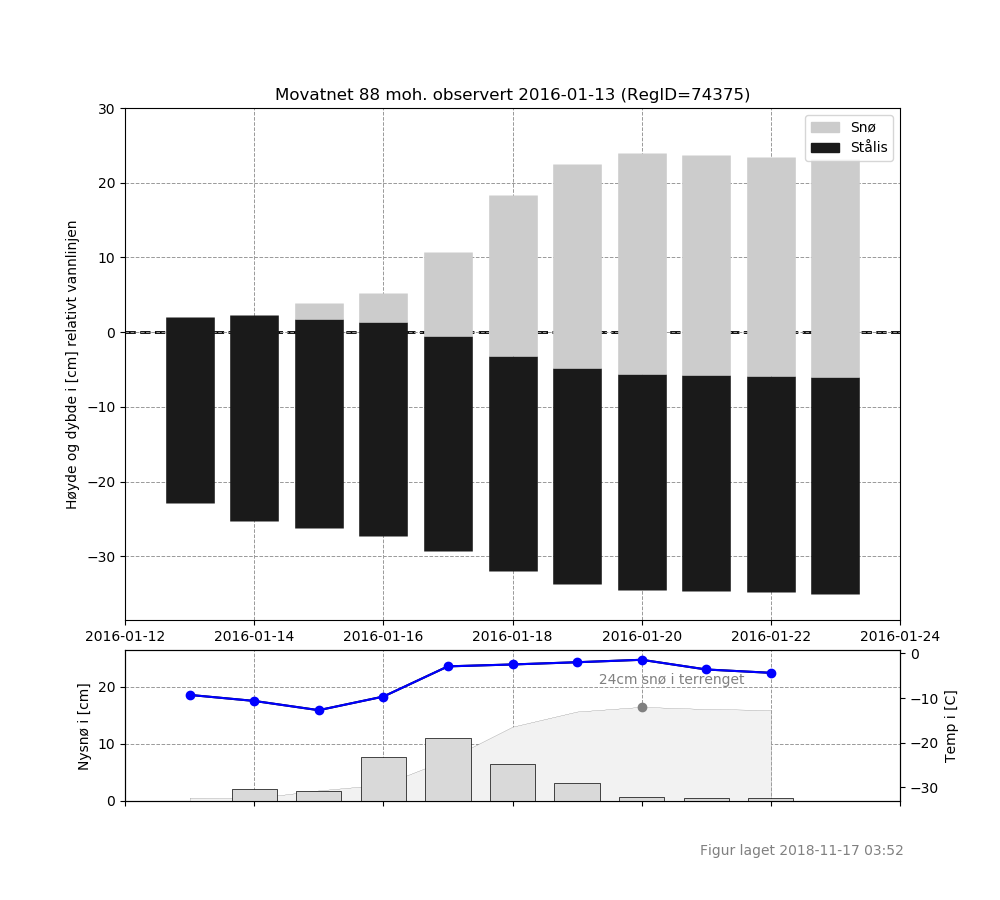 Movatnet 88 moh. observert 2016-01-13 (RegID=74375)
Snø
Stålis
30
20
10
0
−10
−20
−30
Høyde og dybde i [cm] relativt vannlinjen
2016-01-12 2016-01-14 2016-01-16 2016-01-18 2016-01-20 2016-01-22 2016-01-24
24cm snø i terrenget
20
10
0
Nysnø i [cm]
0
−10
−20
−30
Temp i [C]
Figur laget 2018-11-17 03:52